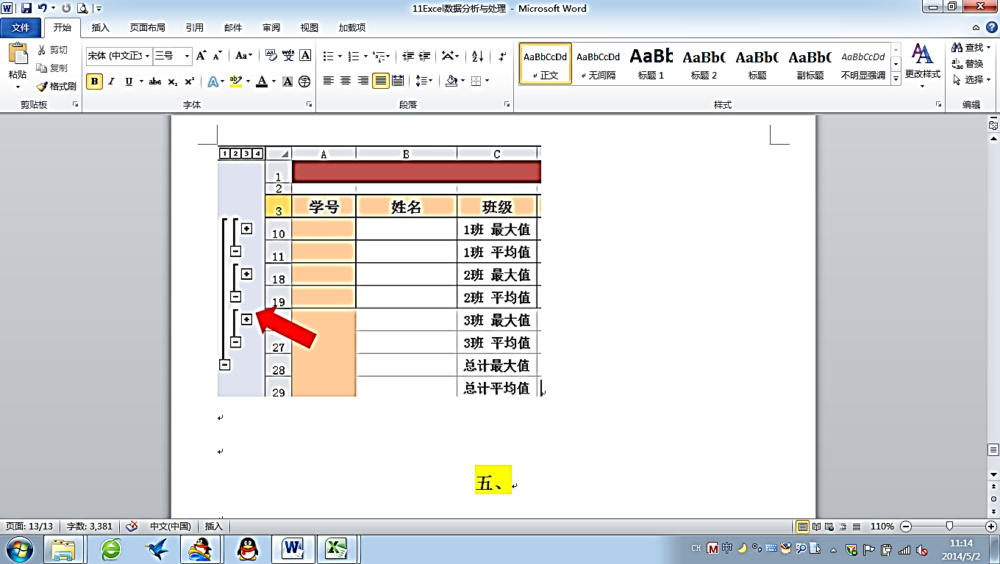 11Excel数据分析与处理 - Microsoft Word
文件 开始 插入 页面布局 引用 邮件 审阅 视图 加载项
剪切
复制
格式刷
粘贴
剪贴板
宋体 (中文正文 三号
字体
段落
AaBbCcDd AaBbCcDd AaBb AaBb( AaBb( AaBb( AaBbCcDd
正文 无间隔 标题 1 标题 2 标题 副标题 不明显强调
更改样式
样式
查找
替换
选择
编辑
1 2 3 4 A B C
1
2
3 学号 姓名 班级
10 1班 最大值
11 1班 平均值
18 2班 最大值
19 2班 平均值
3班 最大值
27 3班 平均值
28 总计最大值
29 总计平均值
五、
页面: 13/13 字数: 3,381 中文(中国) 插入 110%
CH 中 11:14
2014/5/2